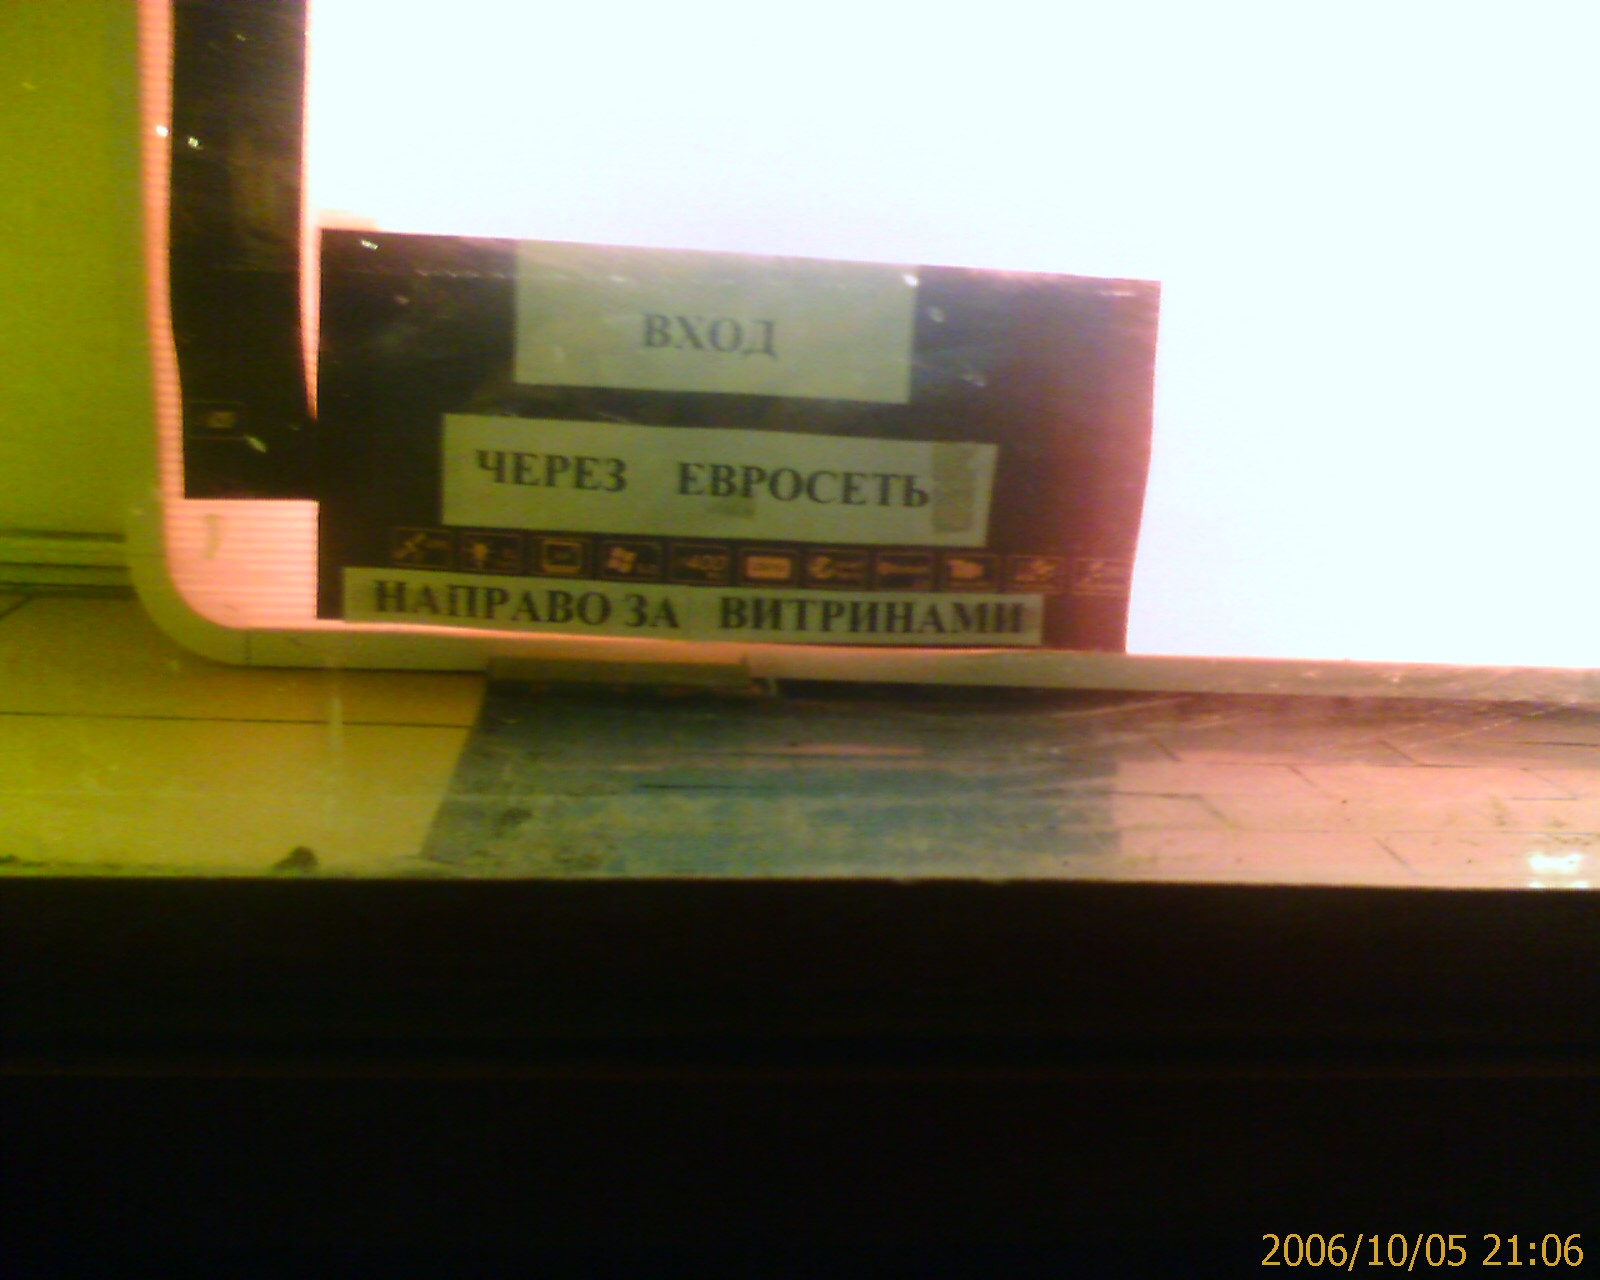 ВХОД
ЧЕРЕЗ ЕВРОСЕТЬ
НАПРАВО ЗА ВИТРИНАМИ
2006/10/05 21:06